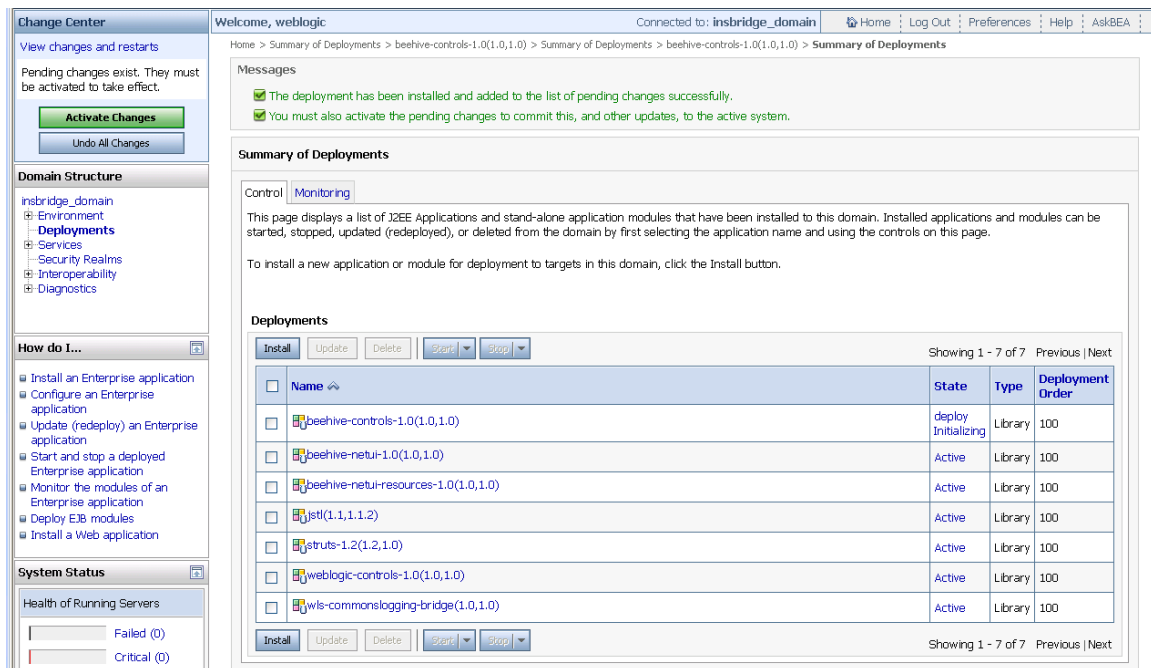 Change Center
View changes and restarts
Pending changes exist. They must
be activated to take effect.
Activate Changes
Undo All Changes
Domain Structure
insbridge_domain
Environment
Deployments
Services
Security Realms
Interoperability
Diagnostics
How do I...
Install an Enterprise application
Configure an Enterprise
application
Update (redeploy) an Enterprise
application
Start and stop a deployed
Enterprise application
Monitor the modules of an
Enterprise application
Deploy EJB modules
Install a Web application
System Status
Health of Running Servers
Failed (0)
Critical (0)
Welcome, weblogic
Connected to: insbridge_domain
Home
Log Out
Preferences
Help
AskBEA
Home > Summary of Deployments > beehive-controls-1.0(1.0,1.0) > Summary of Deployments > beehive-controls-1.0(1.0,1.0) > Summary of Deployments
Messages
The deployment has been installed and added to the list of pending changes successfully.
You must also activate the pending changes to commit this, and other updates, to the active system.
Summary of Deployments
Control Monitoring
This page displays a list of J2EE Applications and stand-alone application modules that have been installed to this domain. Installed applications and modules can be
started, stopped, updated (redeployed), or deleted from the domain by first selecting the application name and using the controls on this page.
To install a new application or module for deployment to targets in this domain, click the Install button.
Deployments
Install Update Delete Start Stop Showing 1 - 7 of 7 Previous | Next
Name State Type Deployment
Order
beehive-controls-1.0(1.0,1.0) deploy
Initializing Library 100
beehive-netui-1.0(1.0,1.0) Active Library 100
beehive-netui-resources-1.0(1.0,1.0) Active Library 100
jstl(1.1,1.1.2) Active Library 100
struts-1.2(1.2,1.0) Active Library 100
weblogic-controls-1.0(1.0,1.0) Active Library 100
wls-commonslogging-bridge(1.0,1.0) Active Library 100
Install Update Delete Start Stop Showing 1 - 7 of 7 Previous | Next